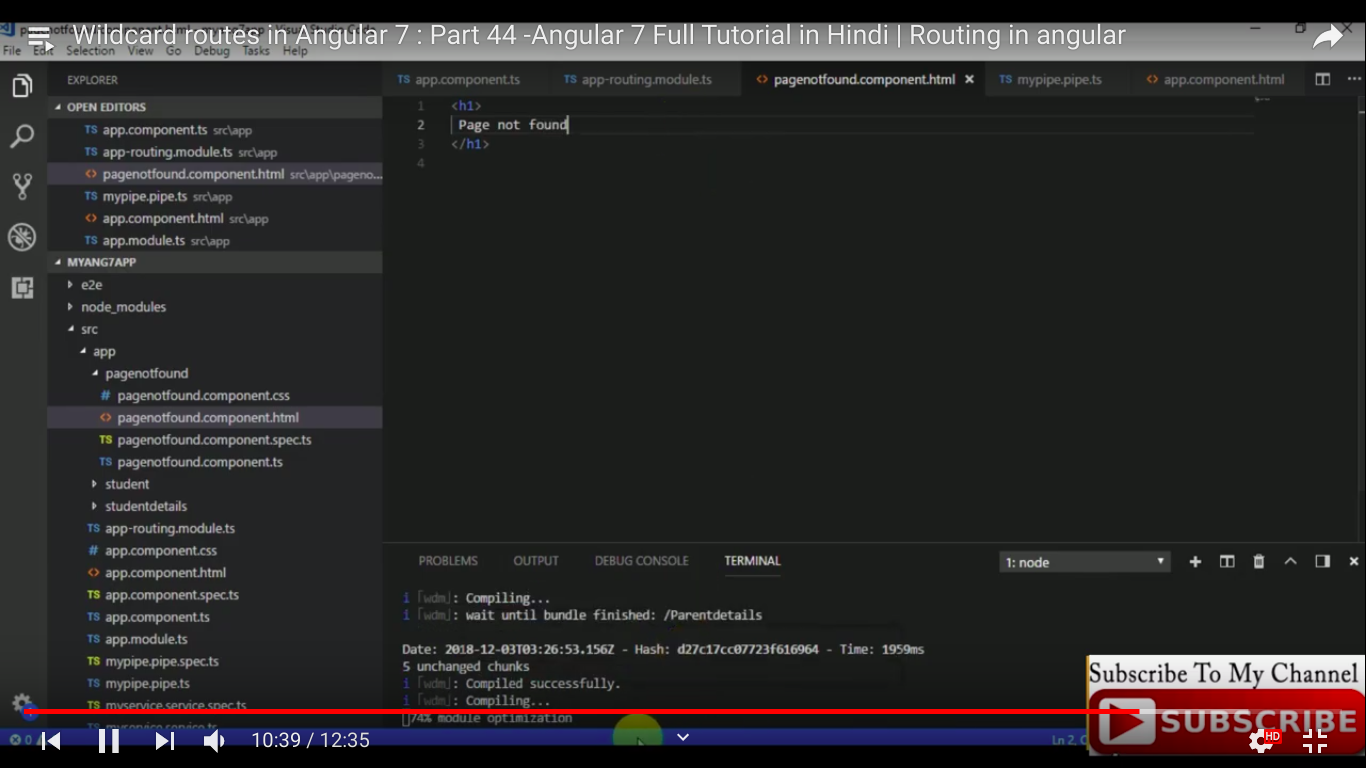 Wildcard routes in Angular 7 : Part 44 -Angular 7 Full Tutorial in Hindi | Routing in angular
File Edit Selection View Go Debug Tasks Help
EXPLORER
OPEN EDITORS
TS app.component.ts src\app
TS app-routing.module.ts src\app
<> pagenotfound.component.html src\app\pageno...
TS mypipe.pipe.ts src\app
<> app.component.html src\app
TS app.module.ts src\app
MYANG7APP
e2e
node_modules
src
app
pagenotfound
# pagenotfound.component.css
<> pagenotfound.component.html
TS pagenotfound.component.spec.ts
TS pagenotfound.component.ts
student
studentdetails
TS app-routing.module.ts
# app.component.css
<> app.component.html
TS app.component.spec.ts
TS app.component.ts
TS app.module.ts
TS mypipe.pipe.spec.ts
TS mypipe.pipe.ts
TS myservice.service.spec.ts
TS myservice.service.ts
TS app.component.ts TS app-routing.module.ts <> pagenotfound.component.html × TS mypipe.pipe.ts <> app.component.html ...
1 <h1>
2 Page not found
3 </h1>
4
PROBLEMS OUTPUT DEBUG CONSOLE TERMINAL 1: node
i ｢wdm｣: Compiling...
i ｢wdm｣: wait until bundle finished: /Parentdetails
Date: 2018-12-03T03:26:53.156Z - Hash: d27c17cc07723f616964 - Time: 1959ms
5 unchanged chunks
i ｢wdm｣: Compiled successfully.
i ｢wdm｣: Compiling...
74% module optimization
Subscribe To My Channel
SUBSCRIBE
0
10:39 / 12:35
Ln 2, C
HD